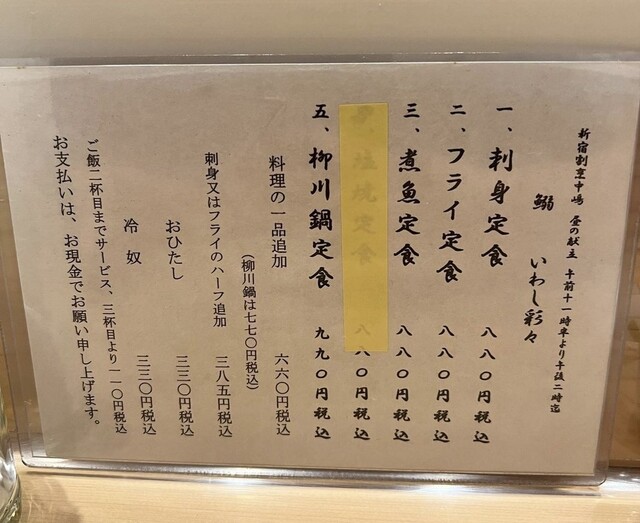 新宿割烹中嶋 昼の献立 午前十一時半より午後二時迄
鰯 いわし彩々
一、刺身定食 八八〇円税込
二、フライ定食 八八〇円税込
三、煮魚定食 八八〇円税込
塩焼定食 八八〇円税込
五、柳川鍋定食 九九〇円税込
料理の一品追加 六六〇円税込
(柳川鍋は七七〇円税込)
刺身又はフライのハーフ追加 三八五円税込
おひたし 三三〇円税込
冷奴 三三〇円税込
ご飯二杯目までサービス、三杯目より一一〇円税込
お支払いは、お現金でお願い申し上げます。